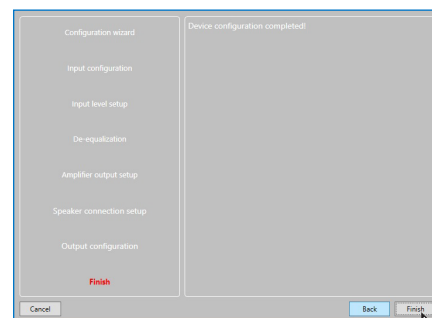 Configuration wizard
Device configuration completed!
Input configuration
Input level setup
De-equalization
Amplifier output setup
Speaker connection setup
Output configuration
Finish
Cancel
Back
Finish